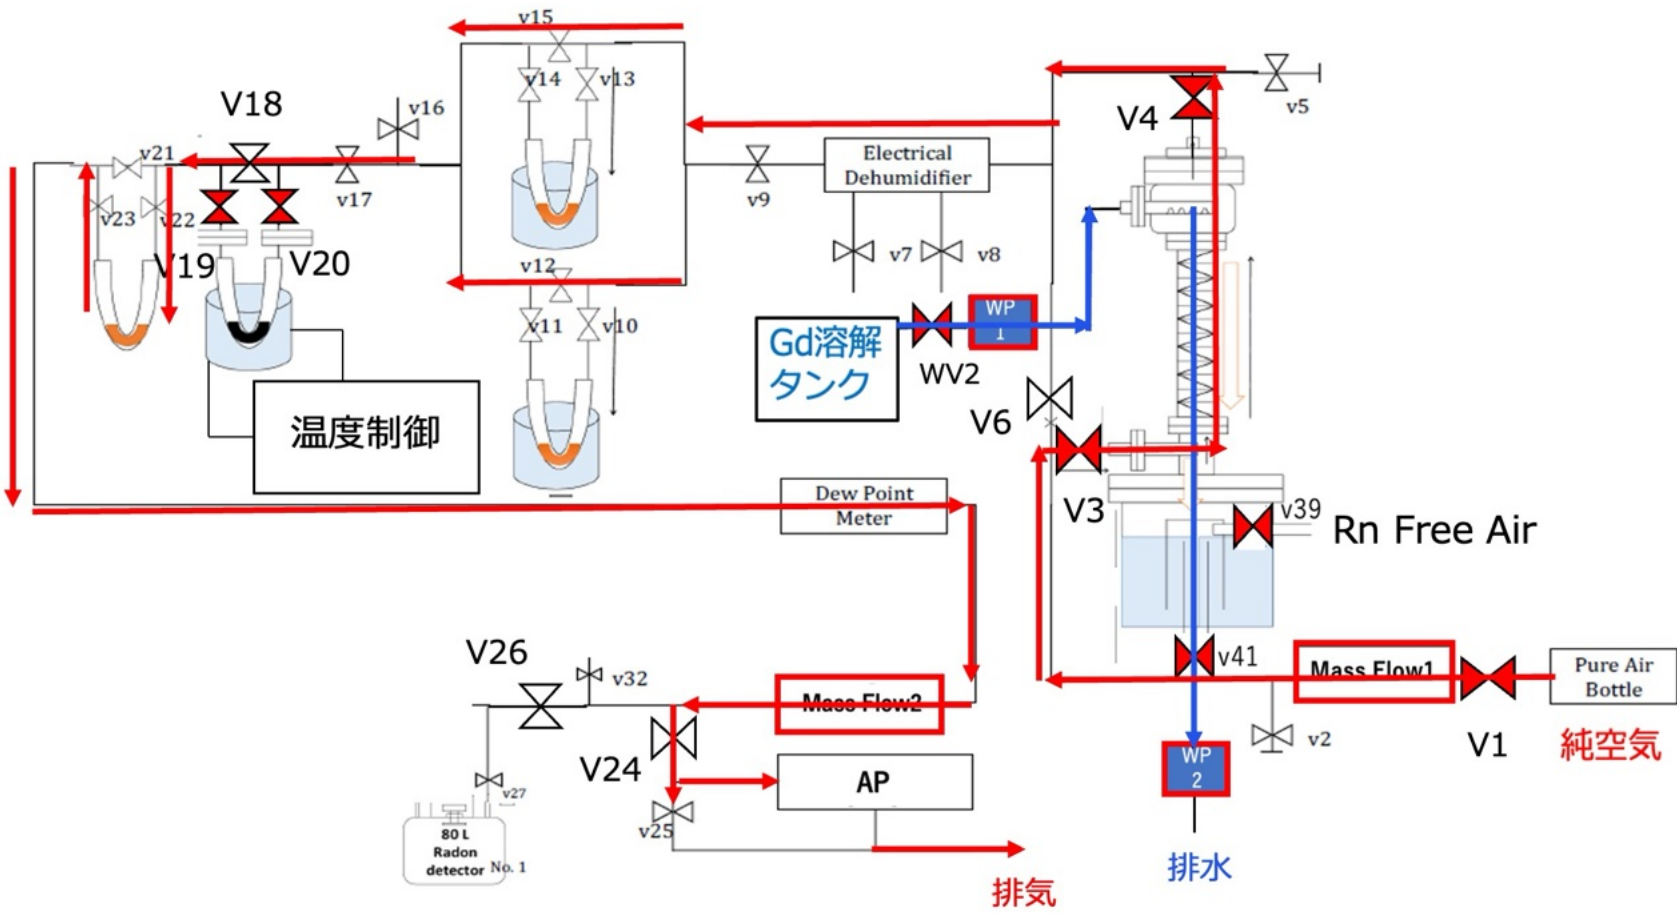 v15
v14
v13
V18
v16
v5
V4
v21
v17
Electrical
Dehumidifier
v9
v23
v22
V19
V20
v7
v8
v12
v11
v10
WP
1
Gd溶解
タンク
WV2
V6
温度制御
V3
v39
Rn Free Air
Dew Point
Meter
V26
v32
v41
Mass Flow1
Pure Air
Bottle
Mass Flow2
V24
v2
V1
純空気
WP
2
AP
v27
v25
80 L
Radon
detector
No. 1
排気
排水